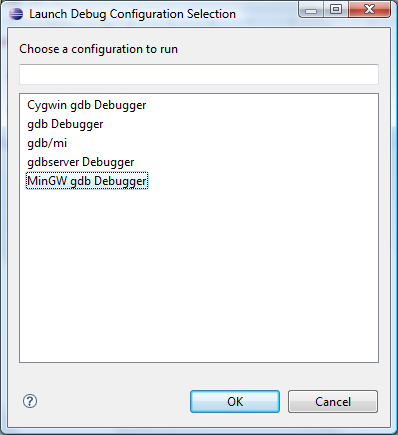 Launch Debug Configuration Selection
Choose a configuration to run
Cygwin gdb Debugger
gdb Debugger
gdb/mi
gdbserver Debugger
MinGW gdb Debugger
?
OK Cancel